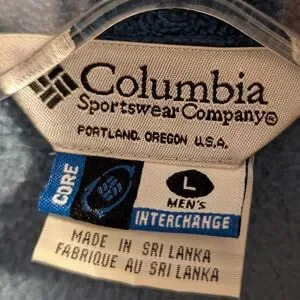 Columbia
Sportswear Company®
PORTLAND, OREGON U.S.A.
CORE
L
MEN'S
INTERCHANGE
MADE IN SRI LANKA
FABRIQUE AU SRI LANKA